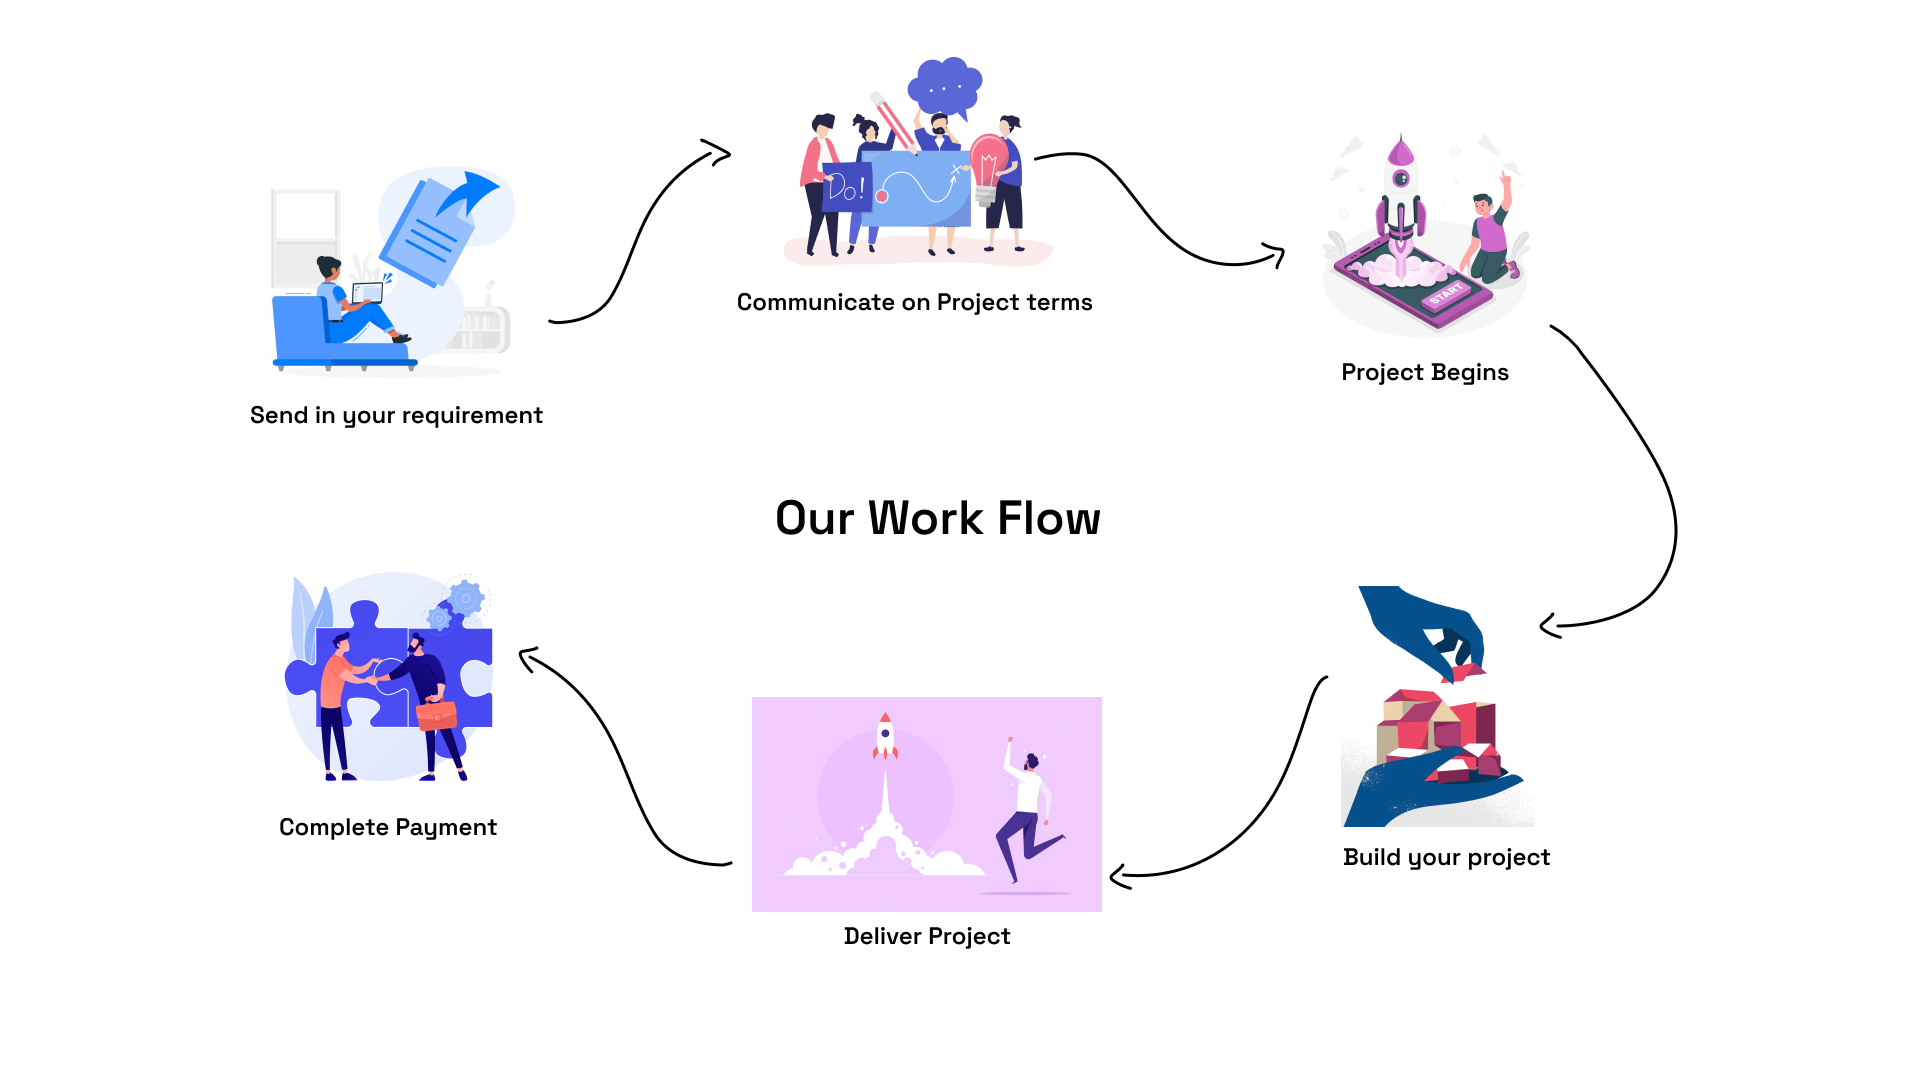 Communicate on Project terms
Do!
START
Project Begins
Send in your requirement
Our Work Flow
Complete Payment
Build your project
Deliver Project